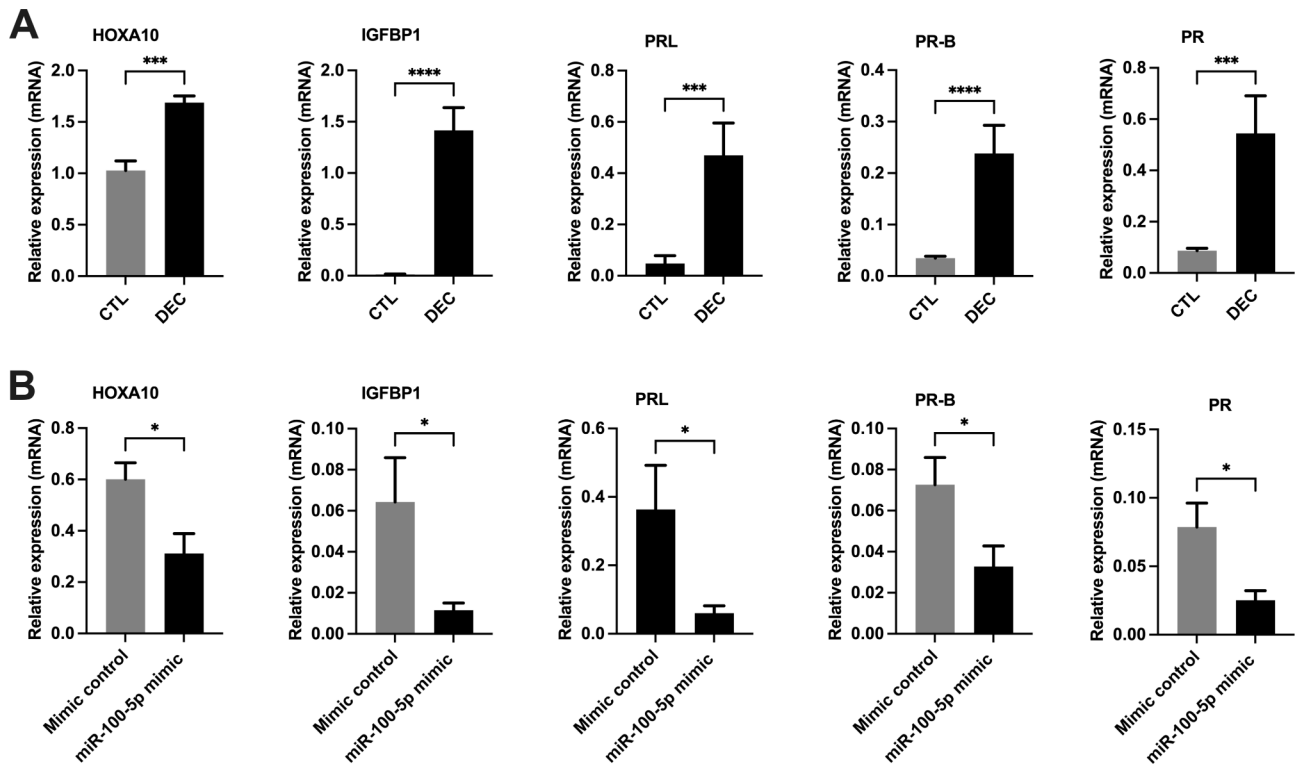 A
HOXA10
Relative expression (mRNA)
2.0
1.5
1.0
0.5
0.0
***
CTL
DEC
IGFBP1
Relative expression (mRNA)
2.0
1.5
1.0
0.5
0.0
****
CTL
DEC
PRL
Relative expression (mRNA)
0.8
0.6
0.4
0.2
0.0
***
CTL
DEC
PR-B
Relative expression (mRNA)
0.4
0.3
0.2
0.1
0.0
****
CTL
DEC
PR
Relative expression (mRNA)
0.8
0.6
0.4
0.2
0.0
***
CTL
DEC
B
HOXA10
Relative expression (mRNA)
0.8
0.6
0.4
0.2
0.0
*
Mimic control
miR-100-5p mimic
IGFBP1
Relative expression (mRNA)
0.10
0.08
0.06
0.04
0.02
0.00
*
Mimic control
miR-100-5p mimic
PRL
Relative expression (mRNA)
0.6
0.4
0.2
0.0
*
Mimic control
miR-100-5p mimic
PR-B
Relative expression (mRNA)
0.10
0.08
0.06
0.04
0.02
0.00
*
Mimic control
miR-100-5p mimic
PR
Relative expression (mRNA)
0.15
0.10
0.05
0.00
*
Mimic control
miR-100-5p mimic